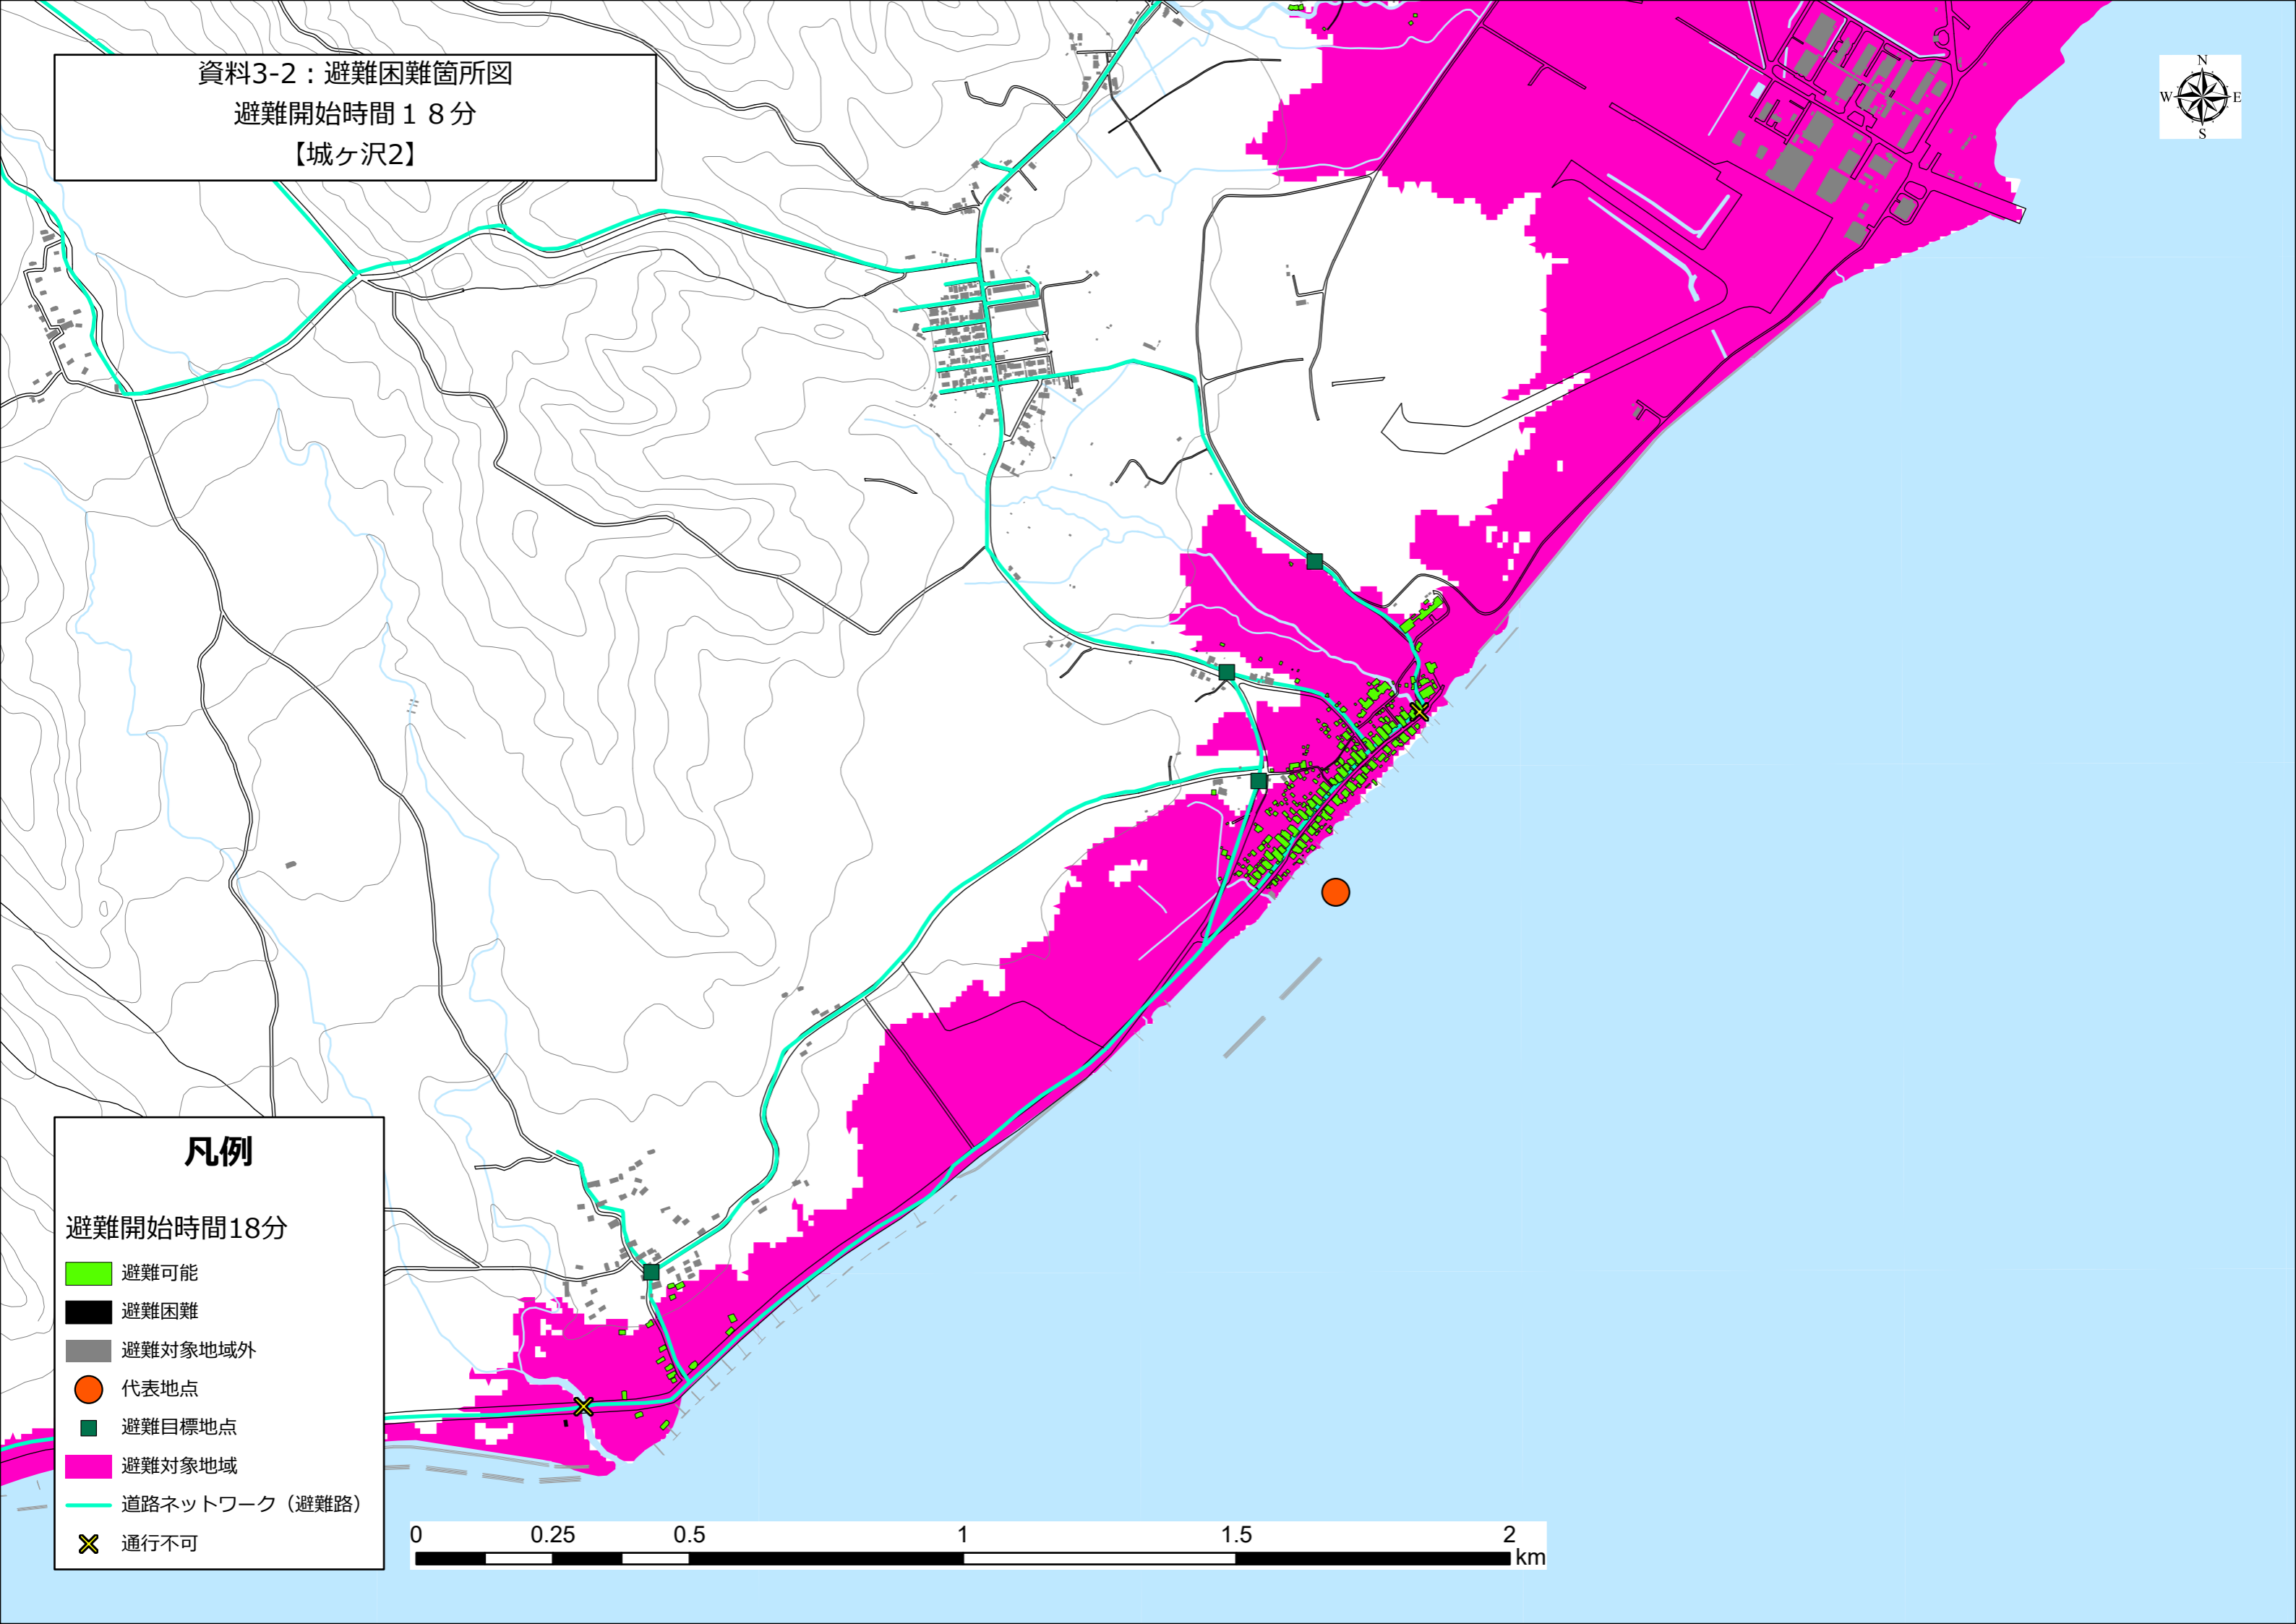 資料3-2：避難困難箇所図
避難開始時間１８分
【城ヶ沢2】
N
W E
S
凡例
避難開始時間18分
避難可能
避難困難
避難対象地域外
代表地点
避難目標地点
避難対象地域
道路ネットワーク（避難路）
通行不可
0 0.25 0.5 1 1.5 2
km